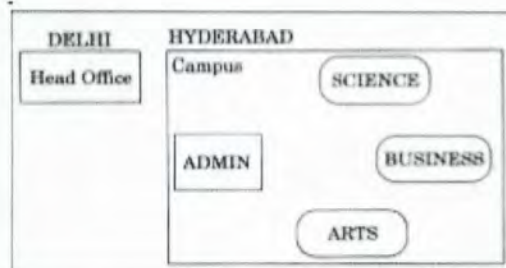 DELHI
HYDERABAD
Head Office
Campus
SCIENCE
ADMIN
BUSINESS
ARTS